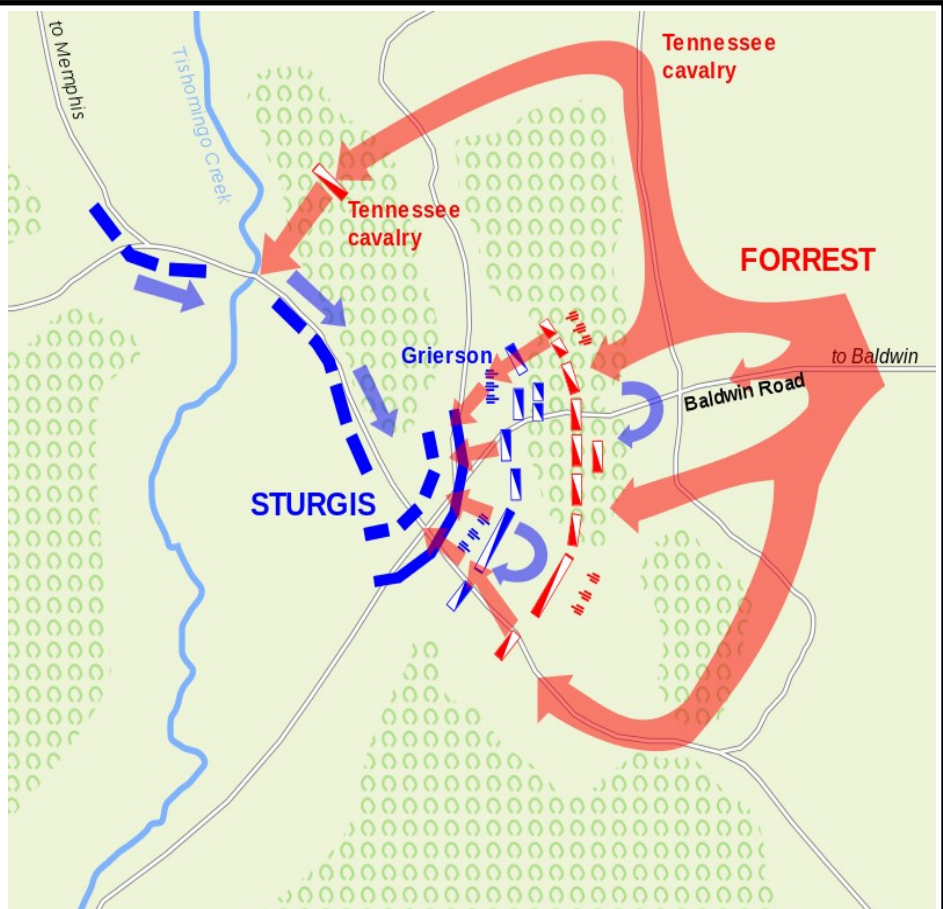 to Memphis
Tishomingo Creek
Tennessee
cavalry
Tennessee
cavalry
FORREST
Grierson
to Baldwin
Baldwin Road
STURGIS